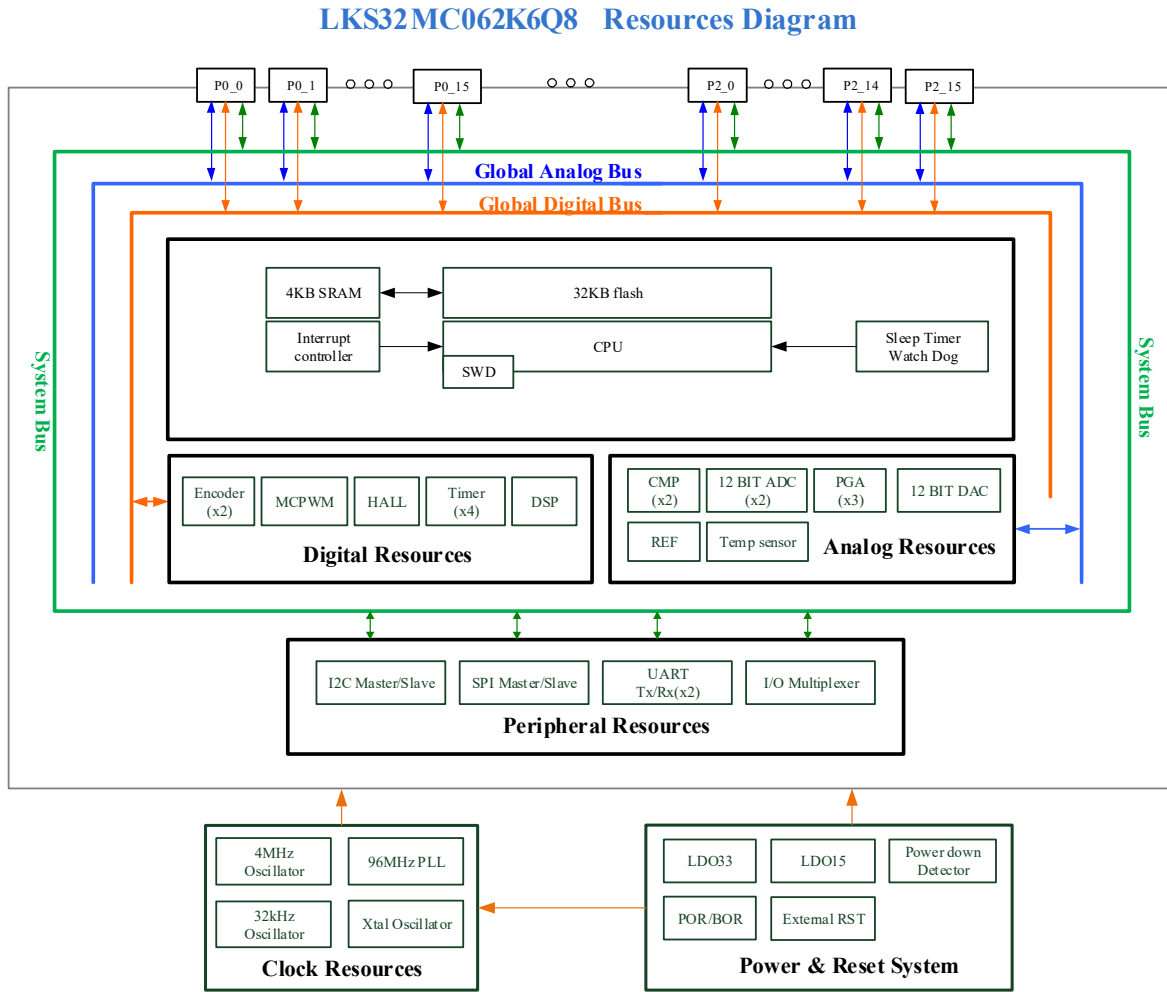 LKS32MC062K6Q8 Resources Diagram
P0_0
P0_1
P0_15
P2_0
P2_14
P2_15
Global Analog Bus
Global Digital Bus
4KB SRAM
32KB flash
Interrupt
controller
CPU
SWD
Sleep Timer
Watch Dog
System Bus
System Bus
Encoder
(x2)
MCPWM
HALL
Timer
(x4)
DSP
Digital Resources
CMP
(x2)
12 BIT ADC
(x2)
PGA
(x3)
12 BIT DAC
REF
Temp sensor
Analog Resources
I2C Master/Slave
SPI Master/Slave
UART
Tx/Rx(x2)
I/O Multiplexer
Peripheral Resources
4MHz
Oscillator
96MHz PLL
32kHz
Oscillator
Xtal Oscillator
Clock Resources
LDO33
LDO15
Power down
Detector
POR/BOR
External RST
Power & Reset System